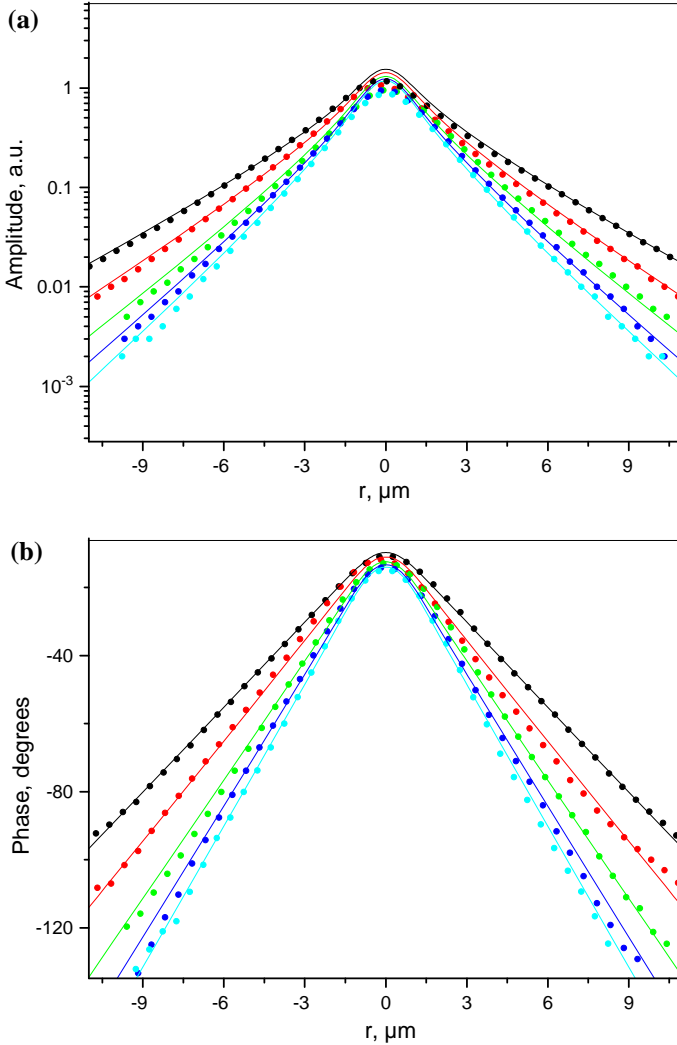 (a)
Amplitude, a.u.
1
0.1
0.01
10⁻³
-9 -6 -3 0 3 6 9
r, µm
(b)
Phase, degrees
-40
-80
-120
-9 -6 -3 0 3 6 9
r, µm